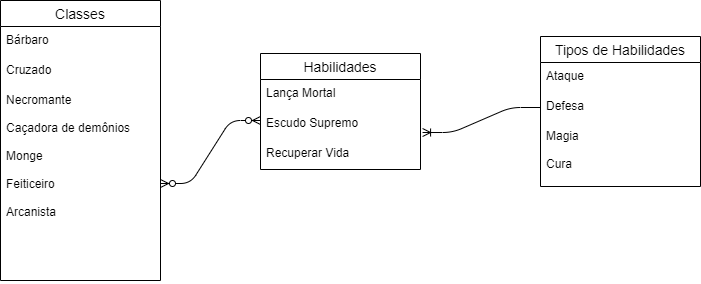 Classes
Bárbaro
Cruzado
Necromante
Caçadora de demônios
Monge
Feiticeiro
Arcanista
Habilidades
Lança Mortal
Escudo Supremo
Recuperar Vida
Tipos de Habilidades
Ataque
Defesa
Magia
Cura